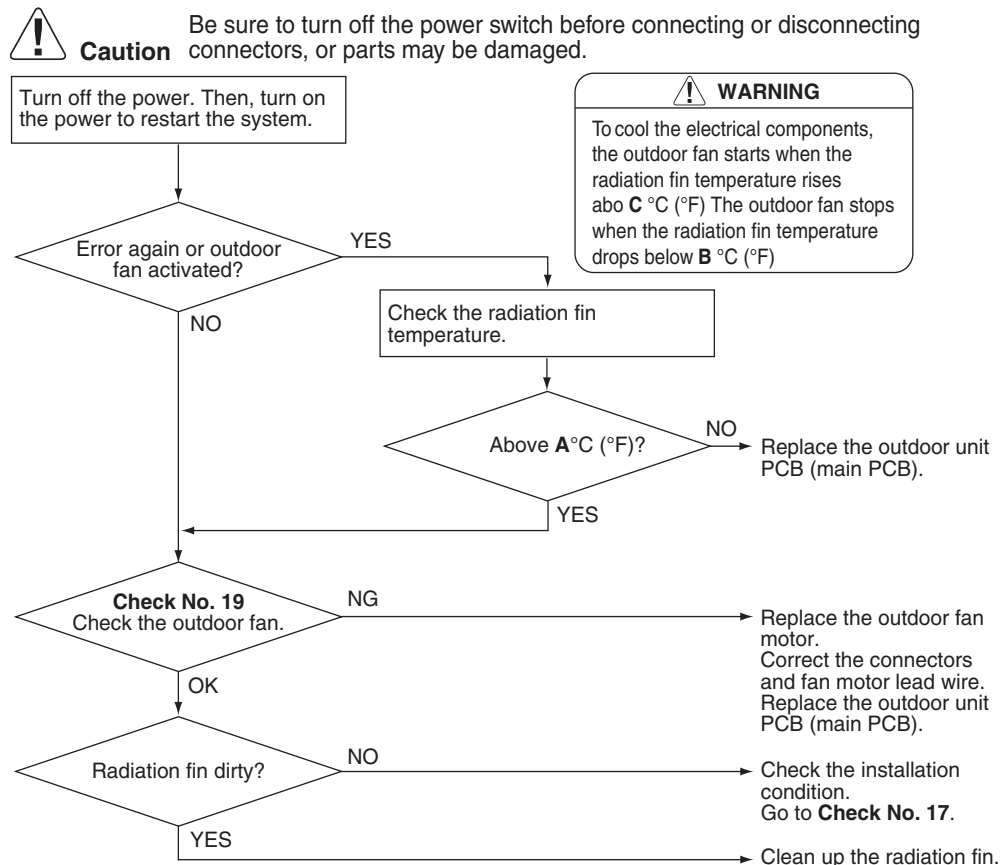 Be sure to turn off the power switch before connecting or disconnecting
Caution connectors, or parts may be damaged.
Turn off the power. Then, turn on
the power to restart the system.
WARNING
To cool the electrical components,
the outdoor fan starts when the
radiation fin temperature rises
abo C °C (°F) The outdoor fan stops
when the radiation fin temperature
drops below B °C (°F)
Error again or outdoor
fan activated?
YES
NO
Check the radiation fin
temperature.
Above A°C (°F)?
NO
Replace the outdoor unit
PCB (main PCB).
YES
Check No. 19
Check the outdoor fan.
NG
Replace the outdoor fan
motor.
Correct the connectors
and fan motor lead wire.
Replace the outdoor unit
PCB (main PCB).
OK
Radiation fin dirty?
NO
Check the installation
condition.
Go to Check No. 17.
YES
Clean up the radiation fin.